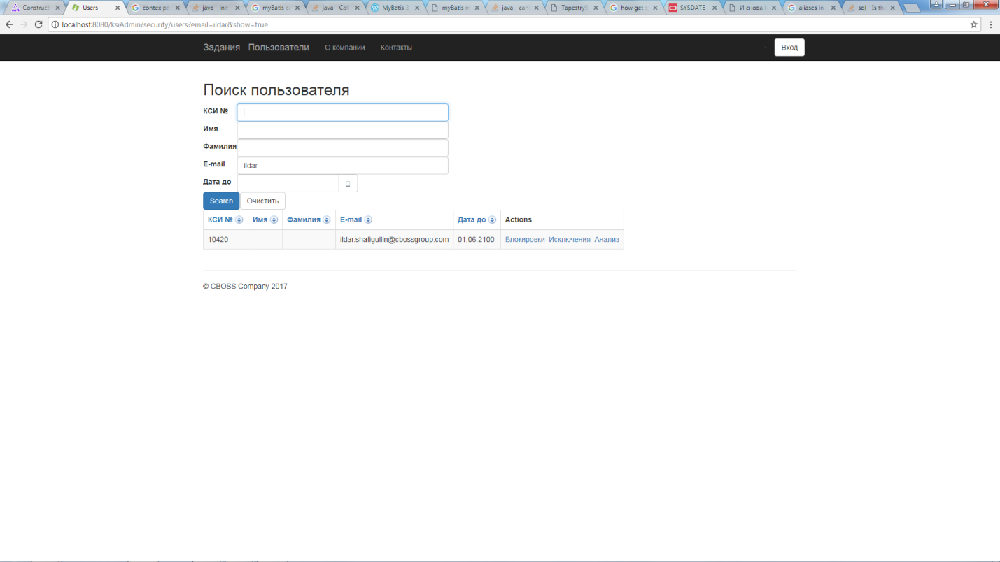 Construct Users contex pa java - init myBatis c java - Call MyBatis 3. myBatis m java - can Tapestry5 how get SYSDATE И снова aliases in sql - Is the
localhost:8080/ksiAdmin/security/users?email=ildar&show=true
Задания Пользователи О компании Контакты Вход
Поиск пользователя
КСИ №
Имя
Фамилия
E-mail ildar
Дата до
Search Очистить
КСИ № Имя Фамилия E-mail Дата до Actions
10420 ildar.shafigullin@cbossgroup.com 01.06.2100 Блокировки Исключения Анализ
© CBOSS Company 2017